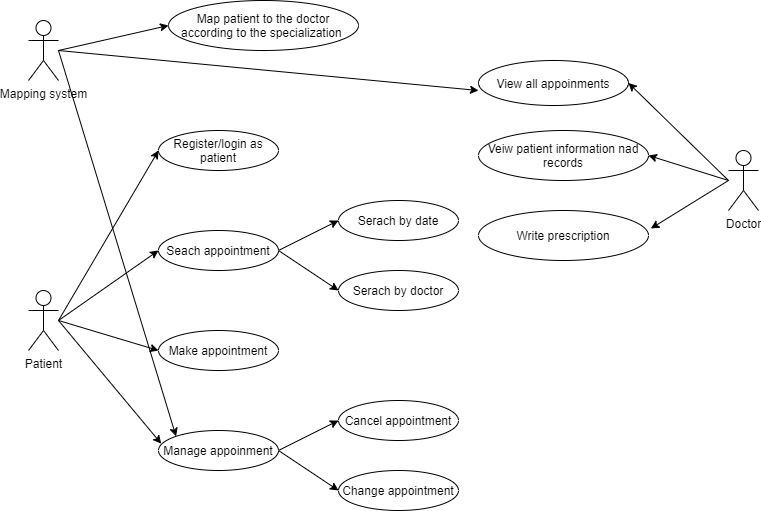 Map patient to the doctor
according to the specialization
Mapping system
View all appoinments
Register/login as
patient
Veiw patient information nad
records
Doctor
Serach by date
Write prescription
Seach appointment
Serach by doctor
Patient
Make appointment
Cancel appointment
Manage appoinment
Change appointment